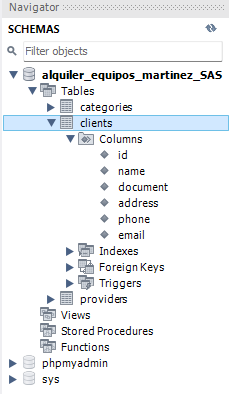 Navigator
SCHEMAS
Filter objects
alquiler_equipos_martinez_SAS
Tables
categories
clients
Columns
id
name
document
address
phone
email
Indexes
Foreign Keys
Triggers
providers
Views
Stored Procedures
Functions
phpmyadmin
sys